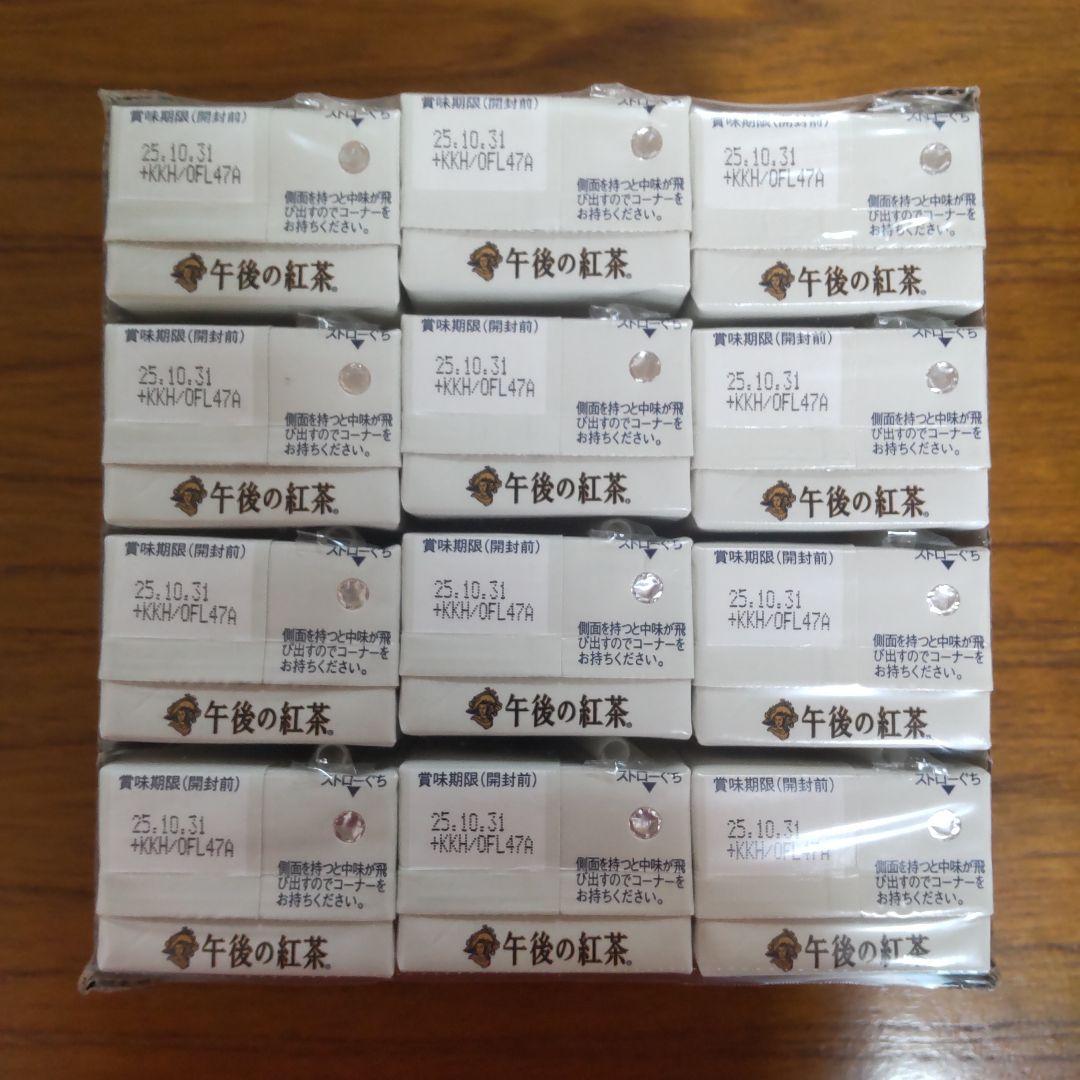 賞味期限(開封前)
ストローぐち
25.10.31
+KKH/OFL47A
側面を持つと中味が飛
び出すのでコーナーを
お持ちください。
午後の紅茶®
賞味期限(開封前)
ストローぐち
25.10.31
+KKH/OFL47A
側面を持つと中味が飛
び出すのでコーナーを
お持ちください。
午後の紅茶®
賞味期限(開封前)
ストローぐち
25.10.31
+KKH/OFL47A
側面を持つと中味が飛
び出すのでコーナーを
お持ちください。
午後の紅茶®
賞味期限(開封前)
ストローぐち
25.10.31
+KKH/OFL47A
側面を持つと中味が飛
び出すのでコーナーを
お持ちください。
午後の紅茶®
賞味期限(開封前)
ストローぐち
25.10.31
+KKH/OFL47A
側面を持つと中味が飛
び出すのでコーナーを
お持ちください。
午後の紅茶®
賞味期限(開封前)
ストローぐち
25.10.31
+KKH/OFL47A
側面を持つと中味が飛
び出すのでコーナーを
お持ちください。
午後の紅茶®
賞味期限(開封前)
ストローぐち
25.10.31
+KKH/OFL47A
側面を持つと中味が飛
び出すのでコーナーを
お持ちください。
午後の紅茶®
賞味期限(開封前)
ストローぐち
25.10.31
+KKH/OFL47A
側面を持つと中味が飛
び出すのでコーナーを
お持ちください。
午後の紅茶®
賞味期限(開封前)
ストローぐち
25.10.31
+KKH/OFL47A
側面を持つと中味が飛
び出すのでコーナーを
お持ちください。
午後の紅茶®
賞味期限(開封前)
ストローぐち
25.10.31
+KKH/OFL47A
側面を持つと中味が飛
び出すのでコーナーを
お持ちください。
午後の紅茶®
賞味期限(開封前)
ストローぐち
25.10.31
+KKH/OFL47A
側面を持つと中味が飛
び出すのでコーナーを
お持ちください。
午後の紅茶®
賞味期限(開封前)
ストローぐち
25.10.31
+KKH/OFL47A
側面を持つと中味が飛
び出すのでコーナーを
お持ちください。
午後の紅茶®